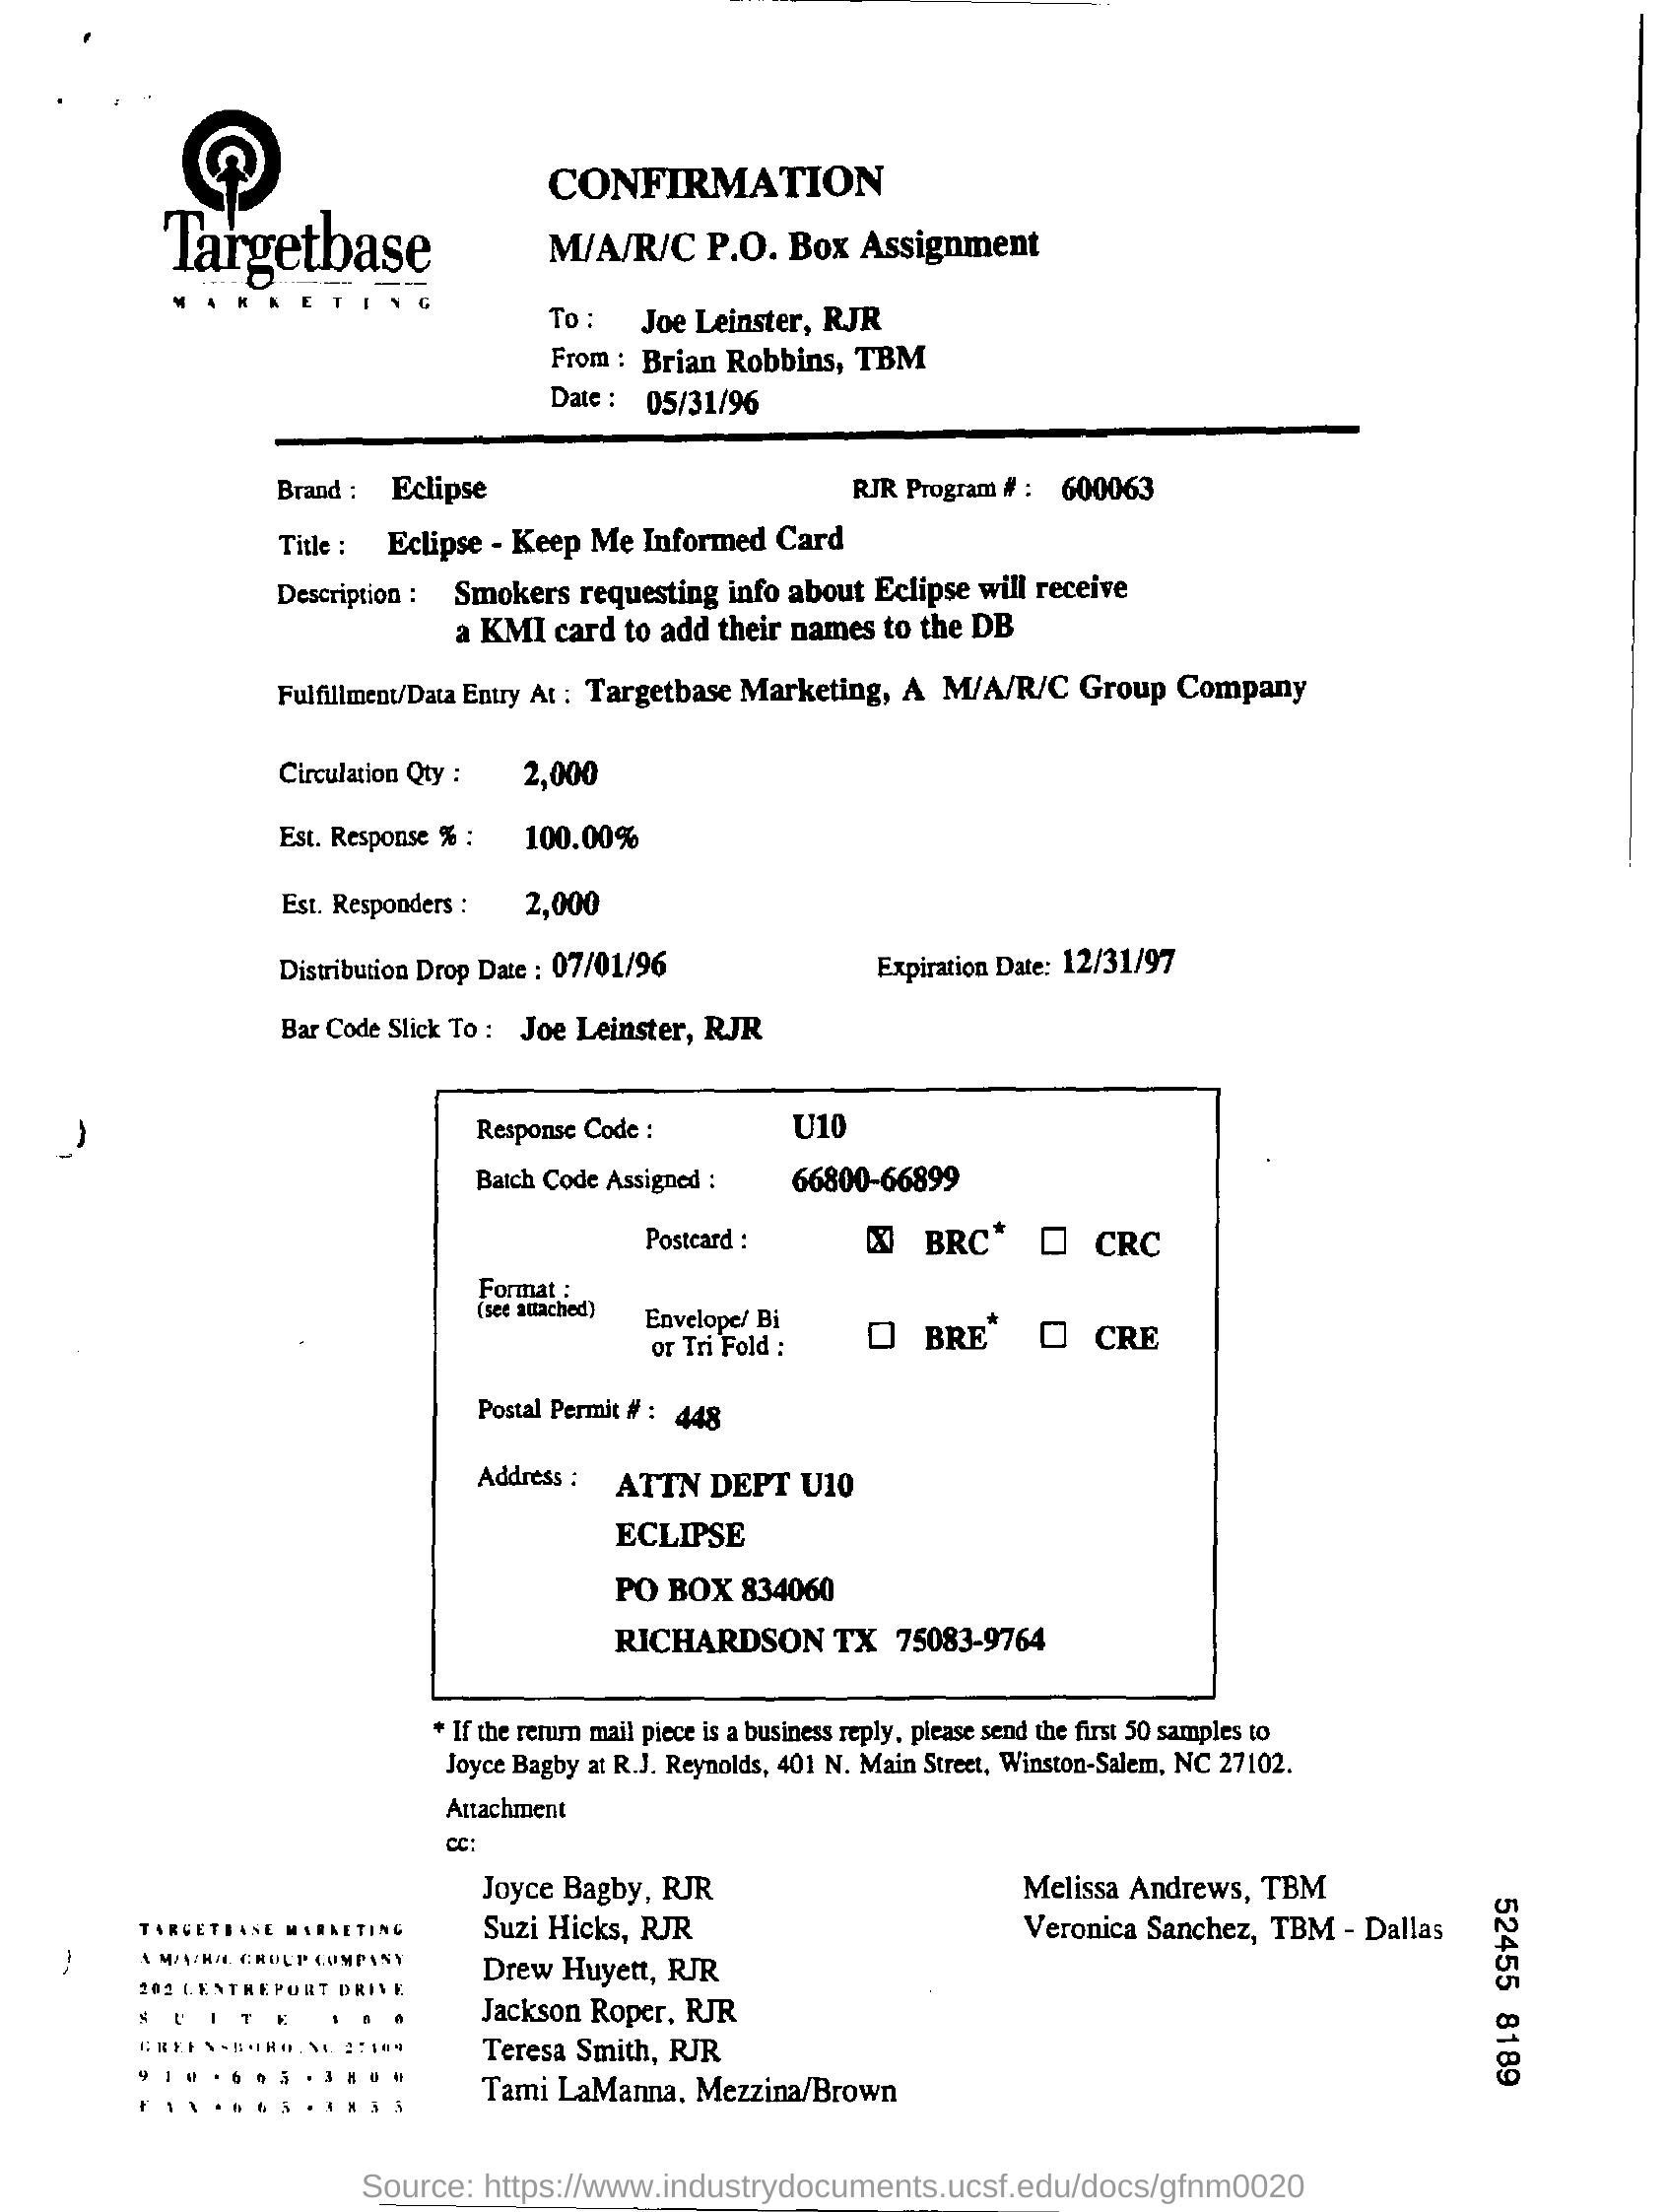 Targetbase
MARKETING
CONFIRMATION
M/A/R/C P.O. Box Assignment
To : Joe Leinster, RJR
From : Brian Robbins, TBM
Date : 05/31/96
Brand : Eclipse RJR Program # : 600063
Title : Eclipse - Keep Me Informed Card
Description : Smokers requesting info about Eclipse will receive
a KMI card to add their names to the DB
Fulfillment/Data Entry At : Targetbase Marketing, A M/A/R/C Group Company
Circulation Qty : 2,000
Est. Response % : 100.00%
Est. Responders : 2,000
Distribution Drop Date : 07/01/96 Expiration Date: 12/31/97
Bar Code Slick To : Joe Leinster, RJR
Response Code : U10
Batch Code Assigned : 66800-66899
Postcard : X BRC* CRC
Format :
(see attached)
Envelope/ Bi
or Tri Fold : BRE* CRE
Postal Permit # : 448
Address : ATTN DEPT U10
ECLIPSE
PO BOX 834060
RICHARDSON TX 75083-9764
* If the return mail piece is a business reply, please send the first 50 samples to
Joyce Bagby at R.J. Reynolds, 401 N. Main Street, Winston-Salem, NC 27102.
Attachment
cc:
Joyce Bagby, RJR Melissa Andrews, TBM
Suzi Hicks, RJR Veronica Sanchez, TBM - Dallas
Drew Huyett, RJR
Jackson Roper, RJR
Teresa Smith, RJR
Tami LaManna, Mezzina/Brown
TARGETBASE MARKETING
A M/A/R/C GROUP COMPANY
202 CENTREPORT DRIVE
SUITE
GREENSBORO, NC 27409
910·665·3800
FAX·665·3855
52455 8189
Source: https://www.industrydocuments.ucsf.edu/docs/gfnm0020